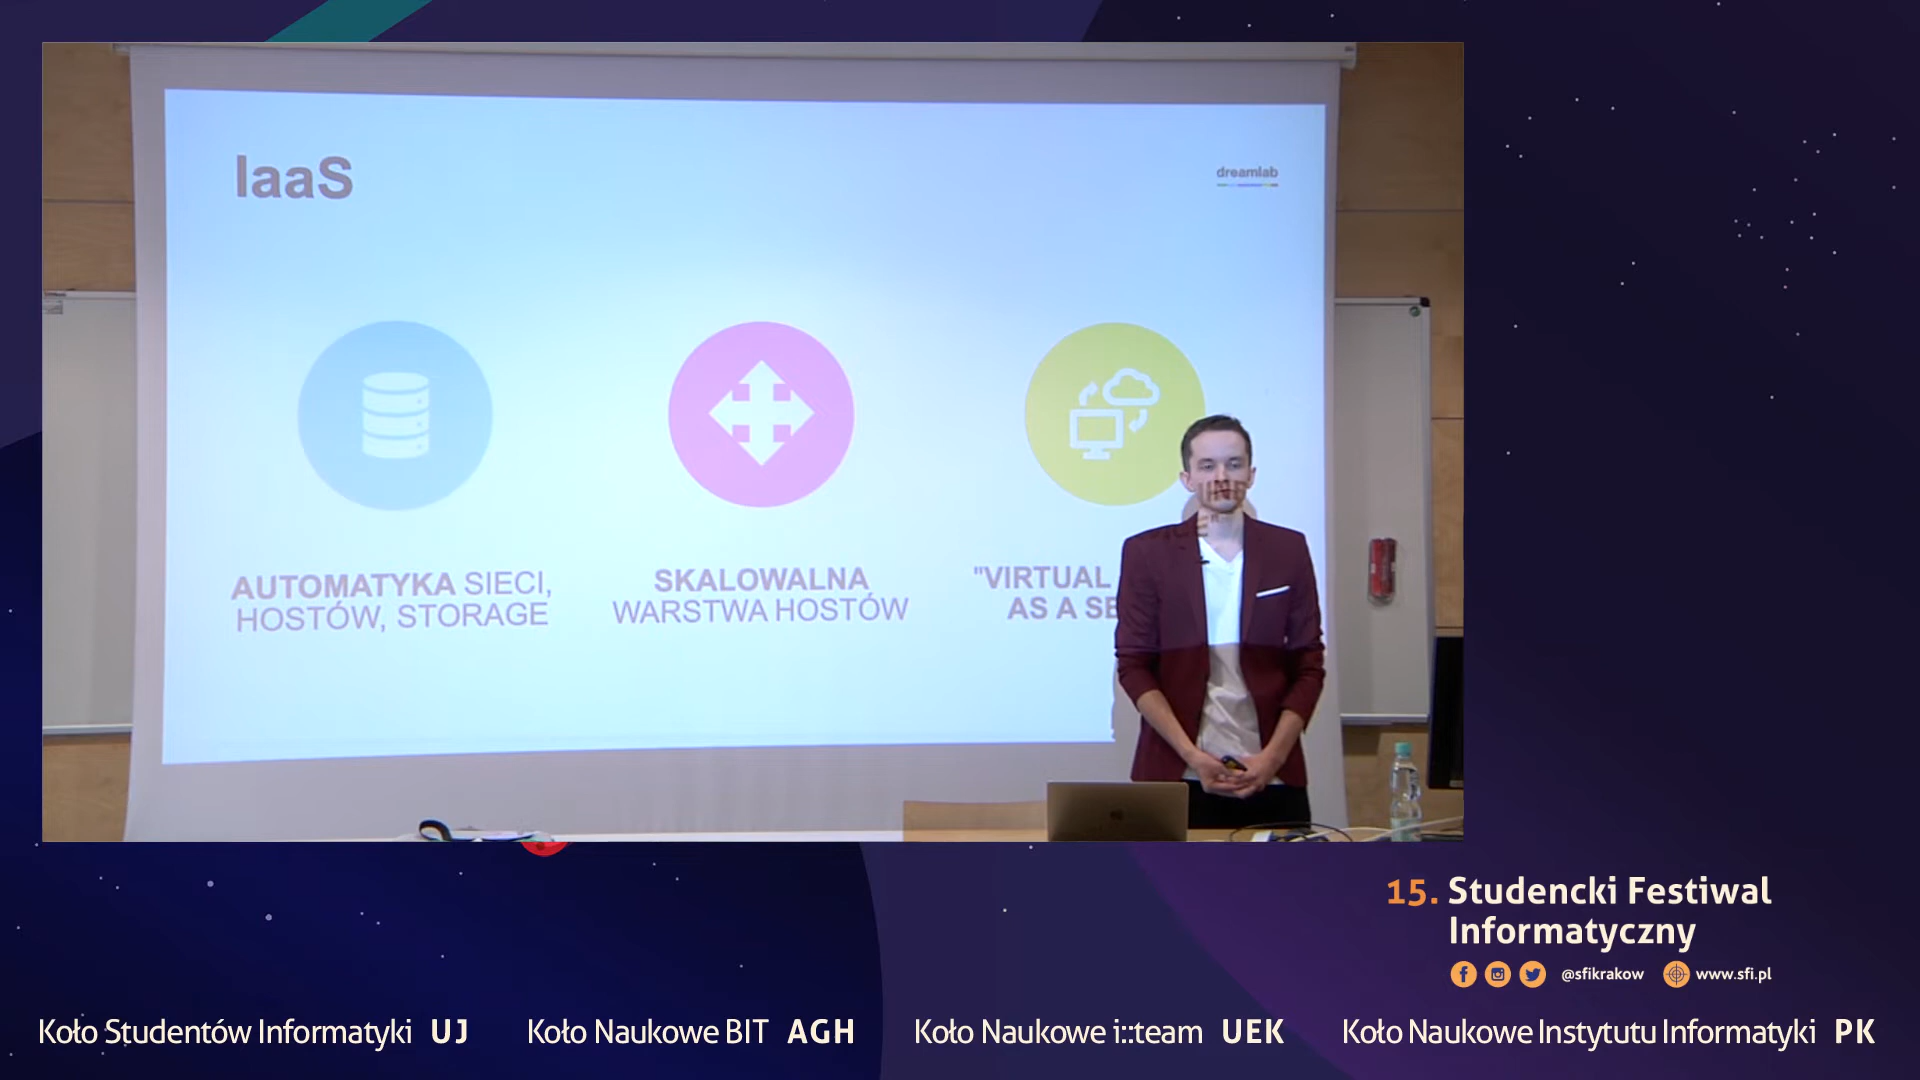 IaaS
dreamlab
AUTOMATYKA SIECI,
HOSTÓW, STORAGE
SKALOWALNA
WARSTWA HOSTÓW
"VIRTUAL
AS A SE
15. Studencki Festiwal
Informatyczny
@sfikrakow www.sfi.pl
Koło Studentów Informatyki UJ Koło Naukowe BIT AGH Koło Naukowe i::team UEK Koło Naukowe Instytutu Informatyki PK